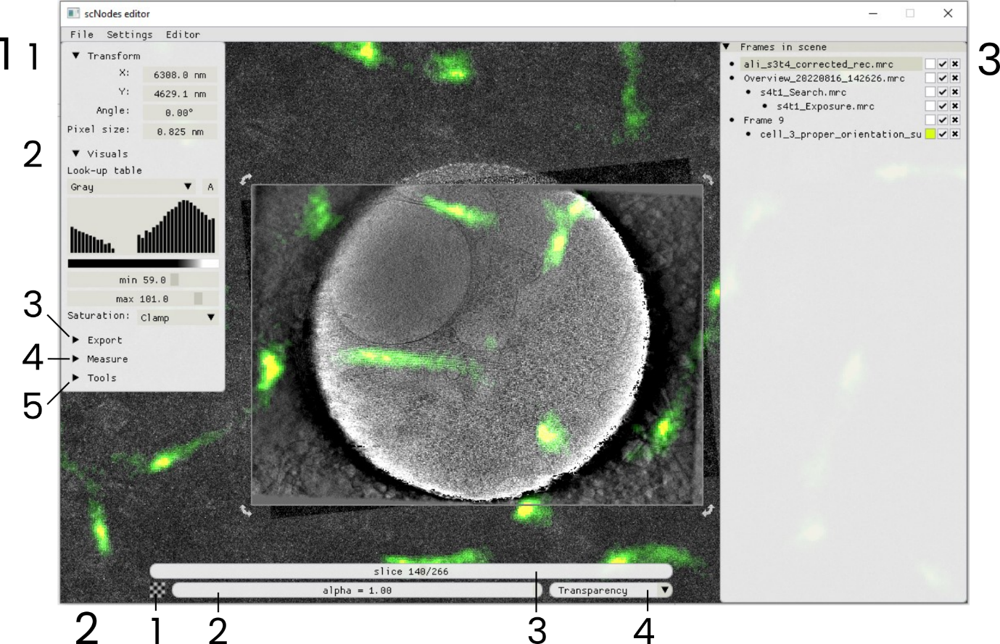 scNodes editor
File Settings Editor
1 1
Transform
X: 6308.0 nm
Y: 4629.1 nm
Angle: 0.00°
Pixel size: 0.825 nm
2
Visuals
Look-up table
Gray A
min 59.0
max 101.0
Saturation: Clamp
3
Export
4
Measure
Tools
5
Frames in scene
3
ali_s3t4_corrected_rec.mrc
Overview_20220816_142626.mrc
s4t1_Search.mrc
s4t1_Exposure.mrc
Frame 9
cell_3_proper_orientation_su
slice 140/266
alpha = 1.00 Transparency
2 1 2 3 4